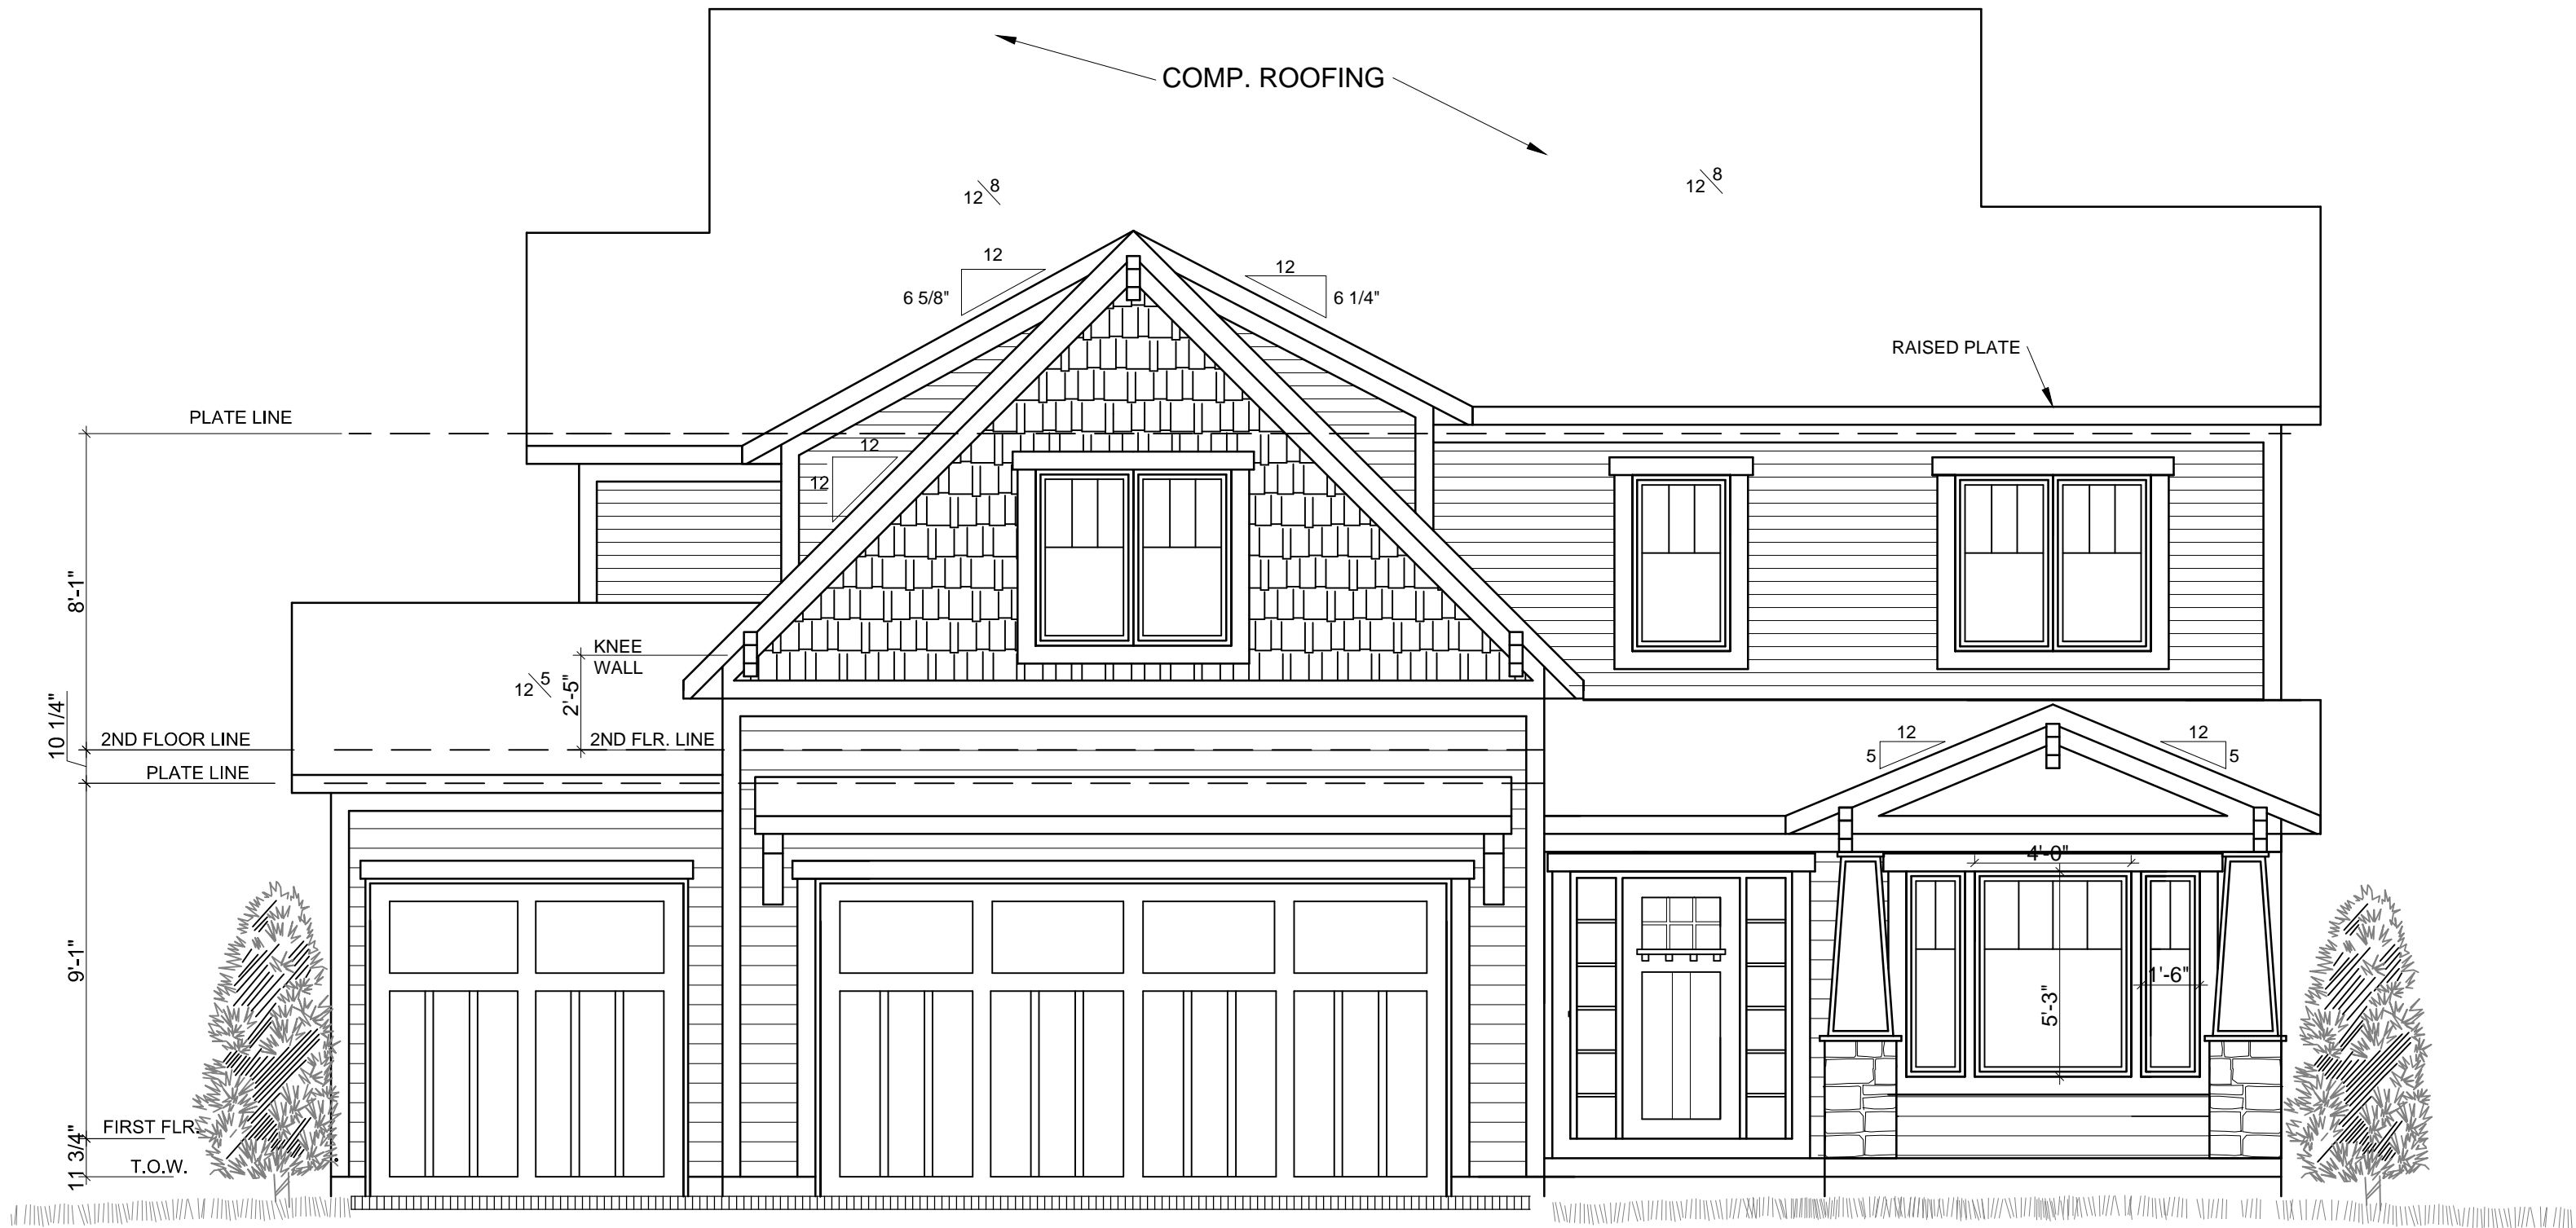 COMP. ROOFING
12 8
12 8
12
6 5/8"
12
6 1/4"
RAISED PLATE
PLATE LINE
12
12
8'-1"
KNEE
WALL
12 5
2'-5"
10 1/4"
2ND FLOOR LINE
2ND FLR. LINE
PLATE LINE
12
5
12
5
4'-0"
9'-1"
1'-6"
5'-3"
FIRST FLR.
11 3/4"
T.O.W.